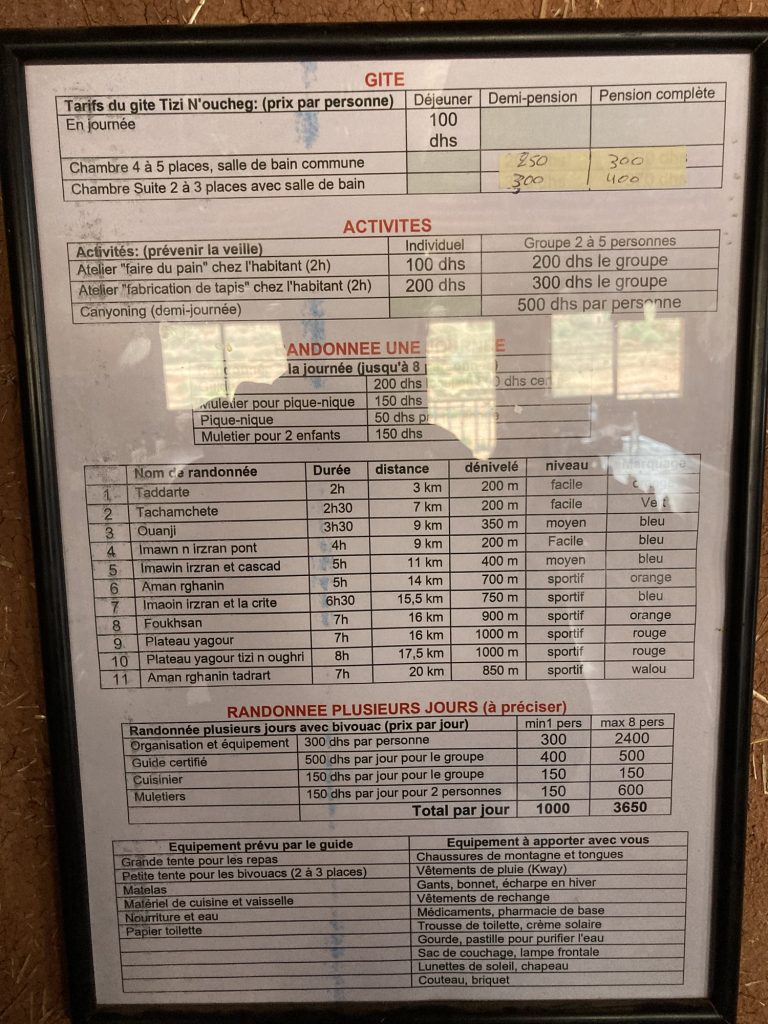 GITE
Tarifs du gite Tizi N'oucheg: (prix par personne) Déjeuner Demi-pension Pension complète
En journée 100 dhs
Chambre 4 à 5 places, salle de bain commune 250 300
Chambre Suite 2 à 3 places avec salle de bain 300 400
ACTIVITES
Activités: (prévenir la veille) Individuel Groupe 2 à 5 personnes
Atelier "faire du pain" chez l'habitant (2h) 100 dhs 200 dhs le groupe
Atelier "fabrication de tapis" chez l'habitant (2h) 200 dhs 300 dhs le groupe
Canyoning (demi-journée) 500 dhs par personne
RANDONNEE UNE
la journée (jusqu'à 8
200 dhs dhs
Muletier pour pique-nique 150 dhs
Pique-nique 50 dhs
Muletier pour 2 enfants 150 dhs
Nom de randonnée Durée distance dénivelé niveau Marquage
1 Taddarte 2h 3 km 200 m facile
2 Tachamchete 2h30 7 km 200 m facile Vert
3 Ouanji 3h30 9 km 350 m moyen bleu
4 Imawn n irzran pont 4h 9 km 200 m Facile bleu
5 Imawin irzran et cascad 5h 11 km 400 m moyen bleu
6 Aman rghanin 5h 14 km 700 m sportif orange
7 Imaoin irzran et la crite 6h30 15,5 km 750 m sportif bleu
8 Foukhsan 7h 16 km 900 m sportif orange
9 Plateau yagour 7h 16 km 1000 m sportif rouge
10 Plateau yagour tizi n oughri 8h 17,5 km 1000 m sportif rouge
11 Aman rghanin tadrart 7h 20 km 850 m sportif walou
RANDONNEE PLUSIEURS JOURS (à préciser)
Randonnée plusieurs jours avec bivouac (prix par jour) min1 pers max 8 pers
Organisation et équipement 300 dhs par personne 300 2400
Guide certifié 500 dhs par jour pour le groupe 400 500
Cuisinier 150 dhs par jour pour le groupe 150 150
Muletiers 150 dhs par jour pour 2 personnes 150 600
Total par jour 1000 3650
Equipement prévu par le guide Equipement à apporter avec vous
Grande tente pour les repas Chaussures de montagne et tongues
Petite tente pour les bivouacs (2 à 3 places) Vêtements de pluie (Kway)
Matelas Gants, bonnet, écharpe en hiver
Matériel de cuisine et vaisselle Vêtements de rechange
Nourriture et eau Médicaments, pharmacie de base
Papier toilette Trousse de toilette, crème solaire
Gourde, pastille pour purifier l'eau
Sac de couchage, lampe frontale
Lunettes de soleil, chapeau
Couteau, briquet